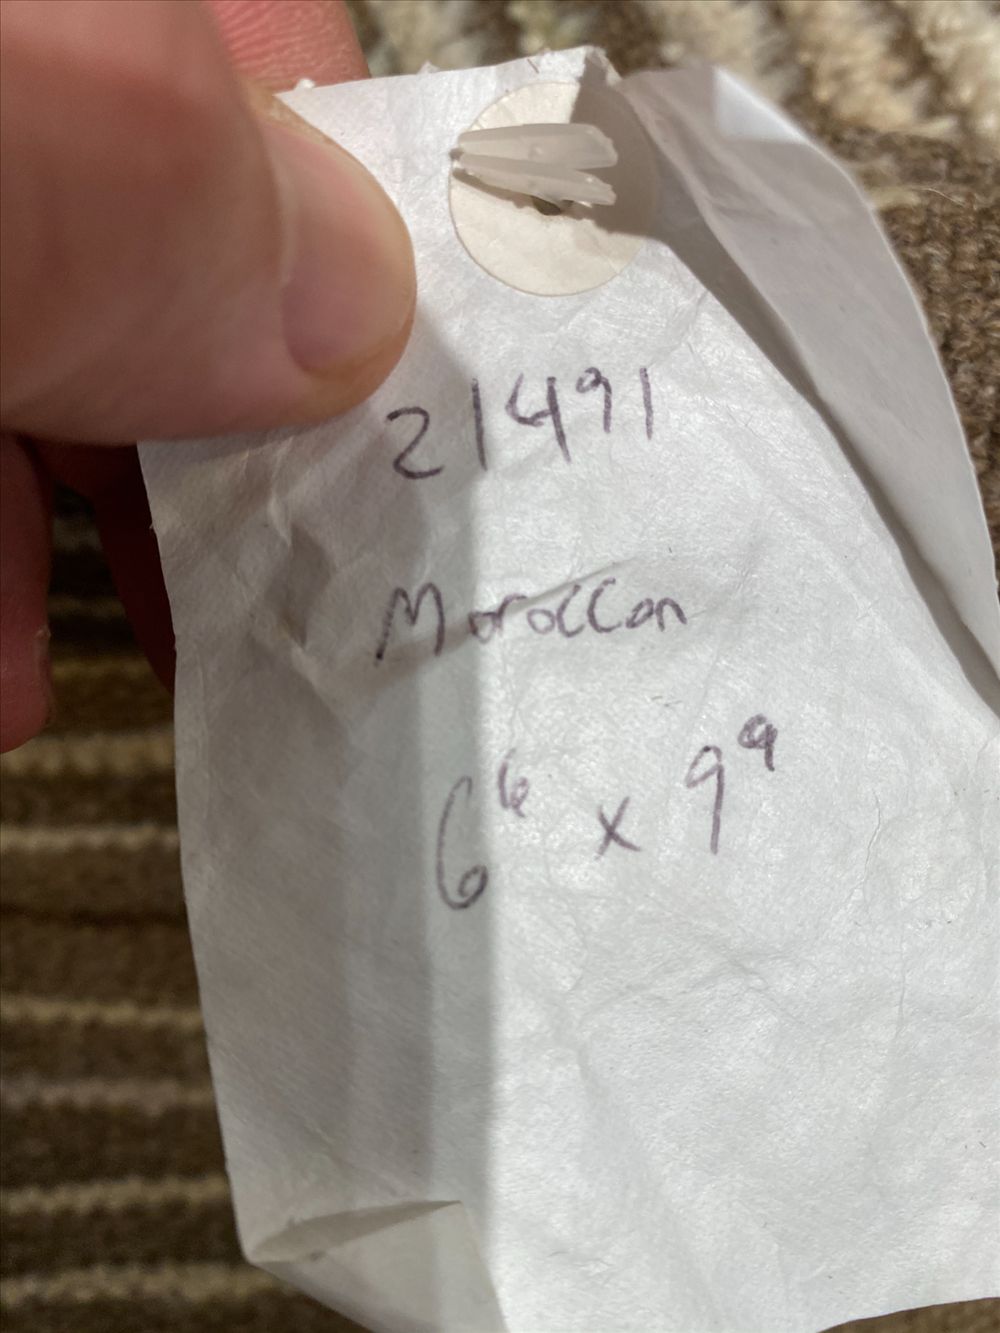 21491
Moroccan
6⁶ x 9⁹